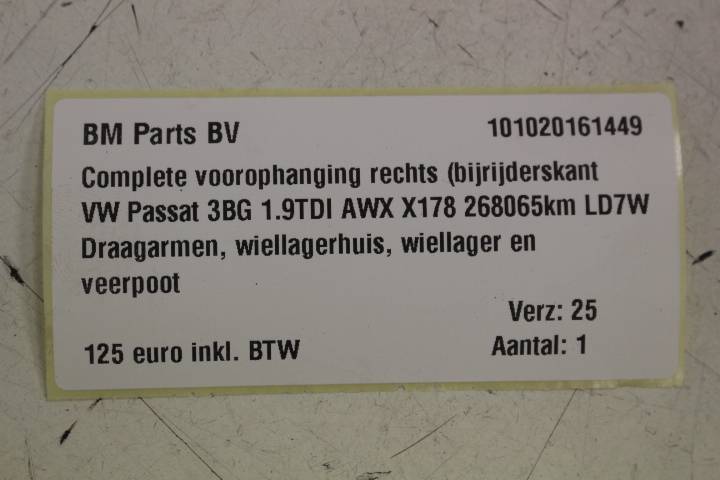 BM Parts BV 101020161449
Complete voorophanging rechts (bijrijderskant
VW Passat 3BG 1.9TDI AWX X178 268065km LD7W
Draagarmen, wiellagerhuis, wiellager en
veerpoot
Verz: 25
125 euro inkl. BTW Aantal: 1